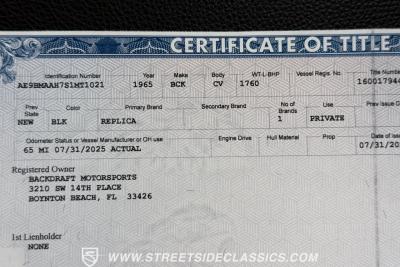 CERTIFICATE OF TITLE
Identification Number Year Make Body WT-L-BHP Vessel Regis. No. Title Number
AE9BMAAH7S1MT1021 1965 BCK CV 1760 160017944
Prev State Color Primary Brand Secondary Brand No of Brands Use Prev Issue D
NEW BLK REPLICA 1 PRIVATE
Odometer Status or Vessel Manufacturer or OH use Engine Drive Hull Material Prop Date of Issue
65 MI 07/31/2025 ACTUAL 07/31/
Registered Owner
BACKDRAFT MOTORSPORTS
3210 SW 14TH PLACE
BOYNTON BEACH, FL 33426
1st Lienholder
NONE
WWW.STREETSIDECLASSICS.COM